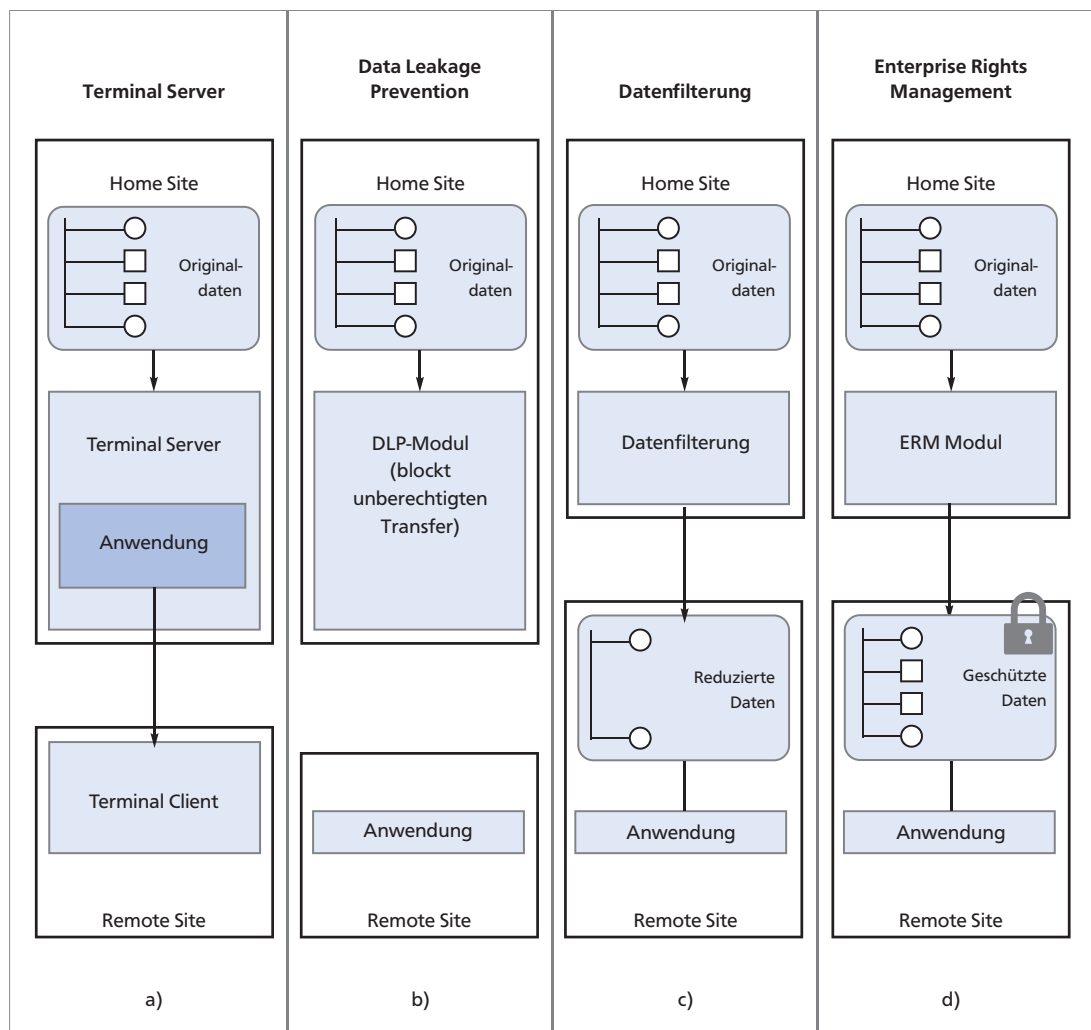 Terminal Server
Home Site
Original-
daten
Terminal Server
Anwendung
Terminal Client
Remote Site
a)
Data Leakage
Prevention
Home Site
Original-
daten
DLP-Modul
(blockt
unberechtigten
Transfer)
Anwendung
Remote Site
b)
Datenfilterung
Home Site
Original-
daten
Datenfilterung
Reduzierte
Daten
Anwendung
Remote Site
c)
Enterprise Rights
Management
Home Site
Original-
daten
ERM Modul
Geschützte
Daten
Anwendung
Remote Site
d)